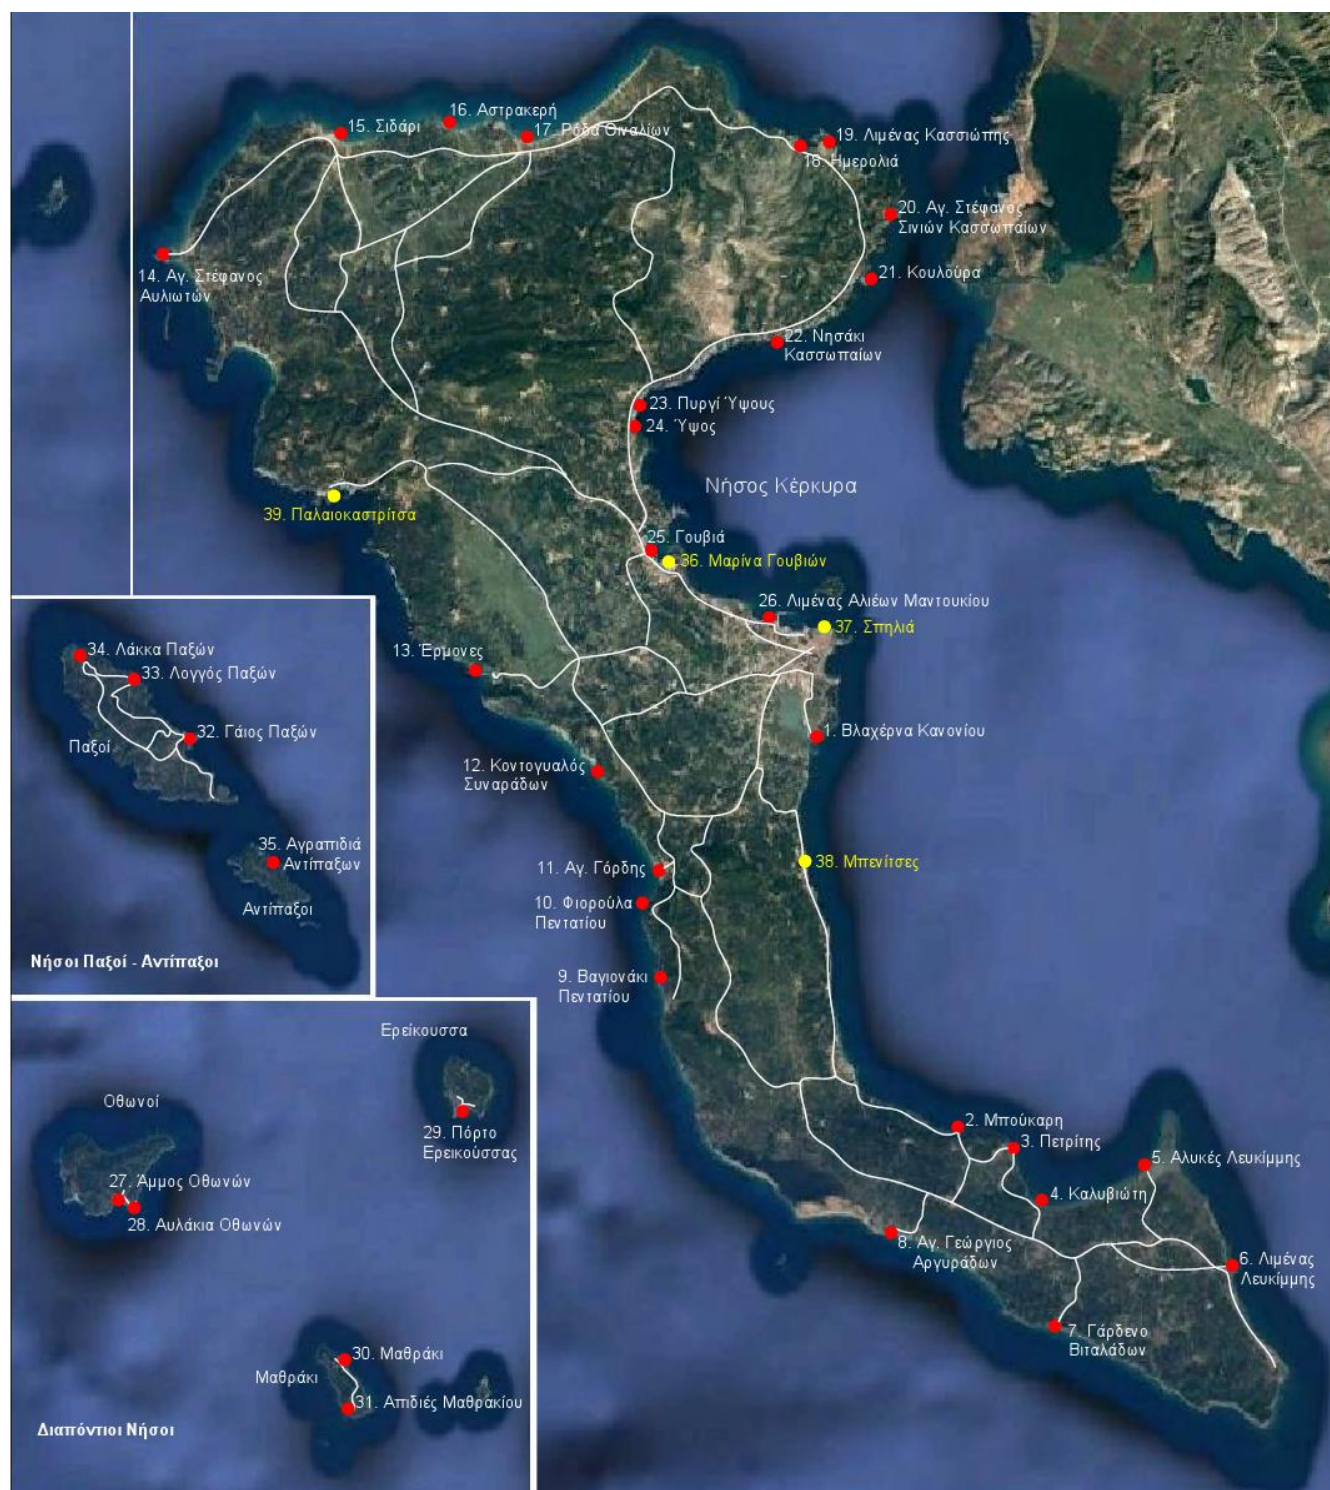 16. Αστρακερή
15. Σιδάρι
17. Ρόδα Θιναλίων
19. Λιμένας Κασσιώπης
18. Ημερολιά
20. Αγ. Στέφανος
Σινιών Κασσωπαίων
14. Αγ. Στέφανος
Αυλιωτών
21. Κουλούρα
22. Νησάκι
Κασσωπαίων
23. Πυργί Ύψους
24. Ύψος
Νήσος Κέρκυρα
39. Παλαιοκαστρίτσα
25. Γουβιά
36. Μαρίνα Γουβιών
26. Λιμένας Αλιέων Μαντουκίου
37. Σπηλιά
13. Έρμονες
1. Βλαχέρνα Κανονίου
12. Κοντογυαλός
Συναράδων
38. Μπενίτσες
11. Αγ. Γόρδης
10. Φιορούλα
Πεντατίου
9. Βαγιονάκι
Πεντατίου
2. Μπούκαρη
3. Πετρίτης
5. Αλυκές Λευκίμμης
4. Καλυβιώτη
8. Αγ. Γεώργιος
Αργυράδων
6. Λιμένας
Λευκίμμης
7. Γάρδενο
Βιταλάδων
34. Λάκκα Παξών
33. Λογγός Παξών
32. Γάιος Παξών
Παξοί
35. Αγραπιδιά
Αντίπαξων
Αντίπαξοι
Νήσοι Παξοί - Αντίπαξοι
Ερείκουσσα
Οθωνοί
29. Πόρτο
Ερεικούσσας
27. Άμμος Οθωνών
28. Αυλάκια Οθωνών
30. Μαθράκι
Μαθράκι
31. Απιδιές Μαθρακίου
Διαπόντιοι Νήσοι